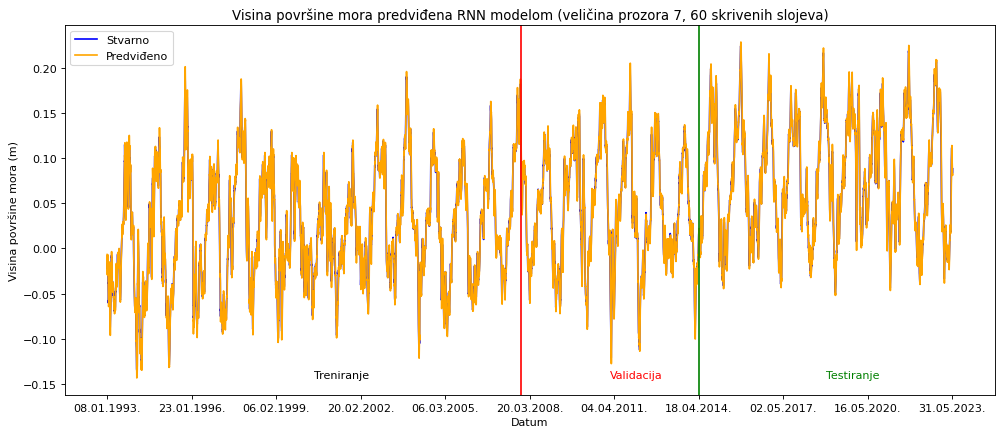 Visina površine mora predviđena RNN modelom (veličina prozora 7, 60 skrivenih slojeva)
Stvarno
Predviđeno
Visina površine mora (m)
0.20
0.15
0.10
0.05
0.00
−0.05
−0.10
−0.15
Treniranje Validacija Testiranje
08.01.1993. 23.01.1996. 06.02.1999. 20.02.2002. 06.03.2005. 20.03.2008. 04.04.2011. 18.04.2014. 02.05.2017. 16.05.2020. 31.05.2023.
Datum